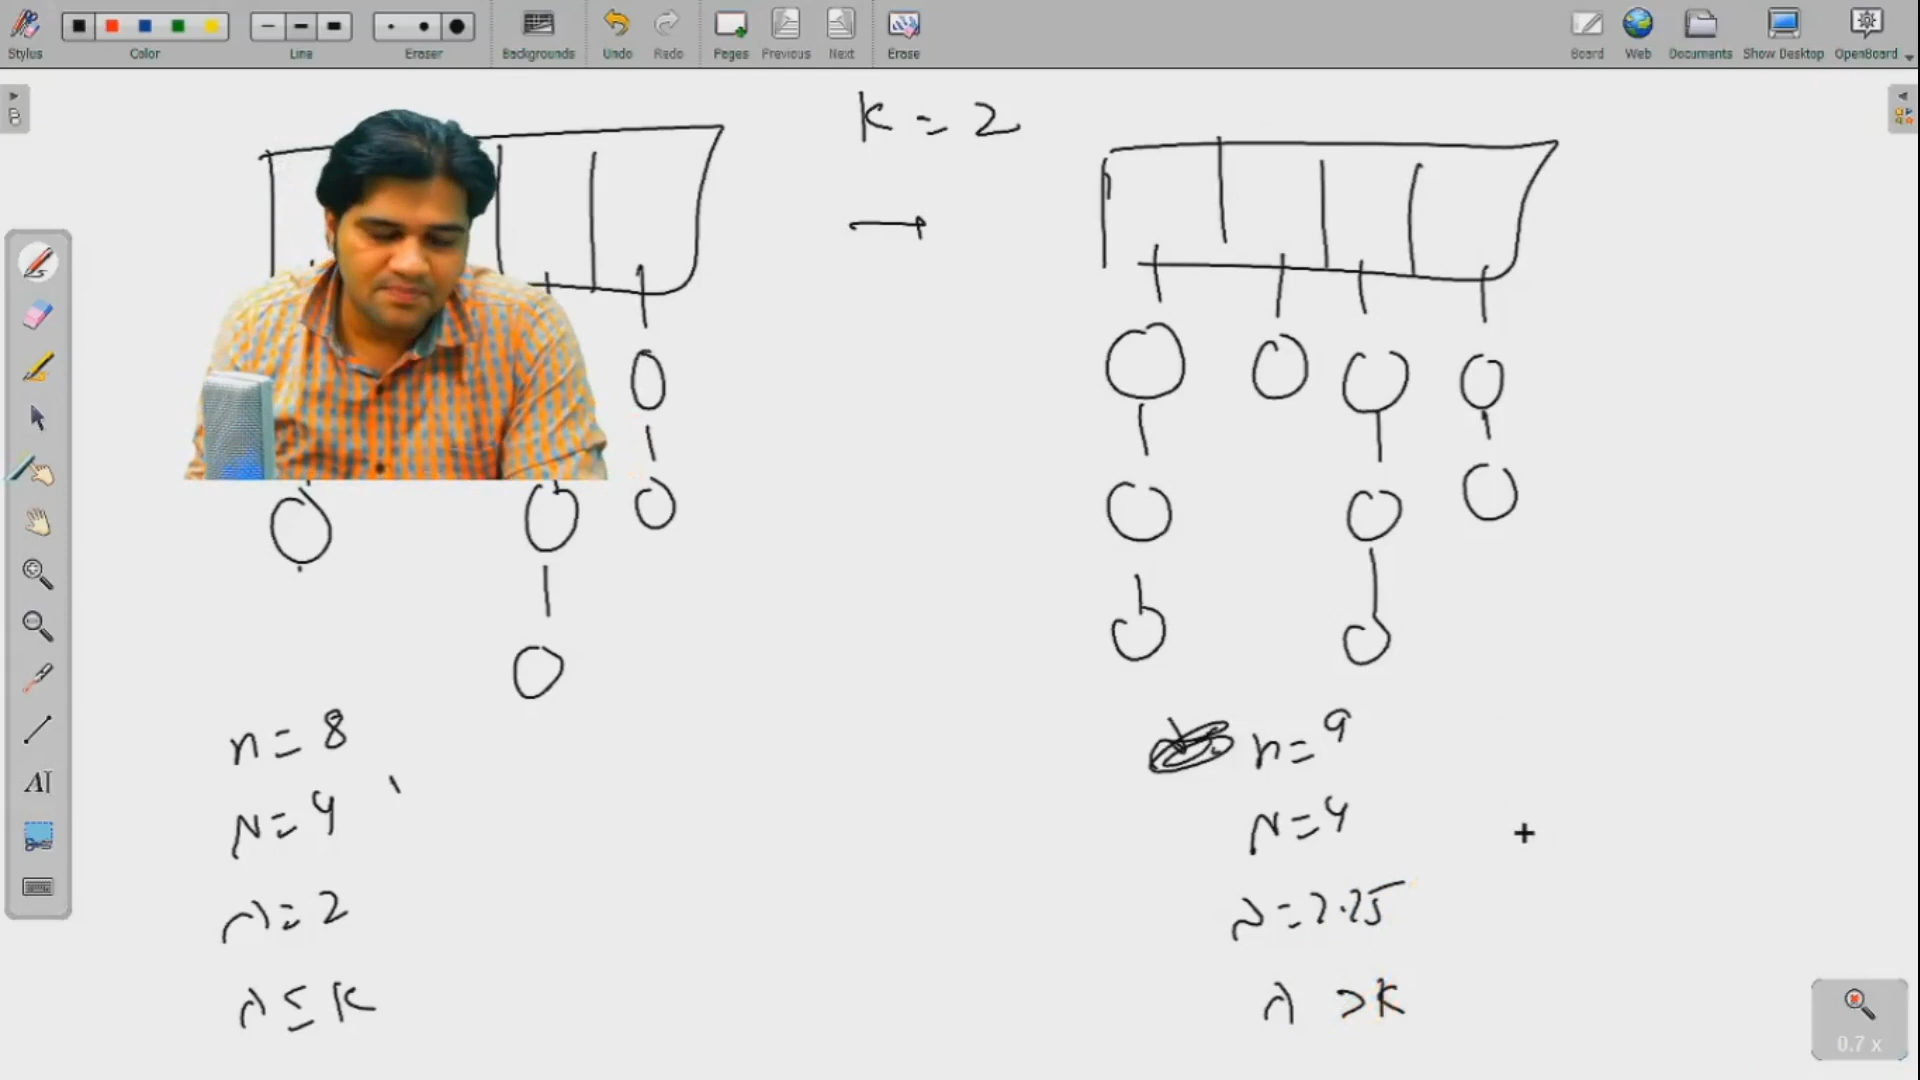 Stylus
Color
Line
Eraser
Backgrounds
Undo
Redo
Pages
Previous
Next
Erase
Board
Web
Documents
Show Desktop
OpenBoard
B
K = 2
n = 8
N = 4
λ = 2
λ ≤ K
n = 9
N = 4
λ = 2.25
λ > K
AI
0.7 x